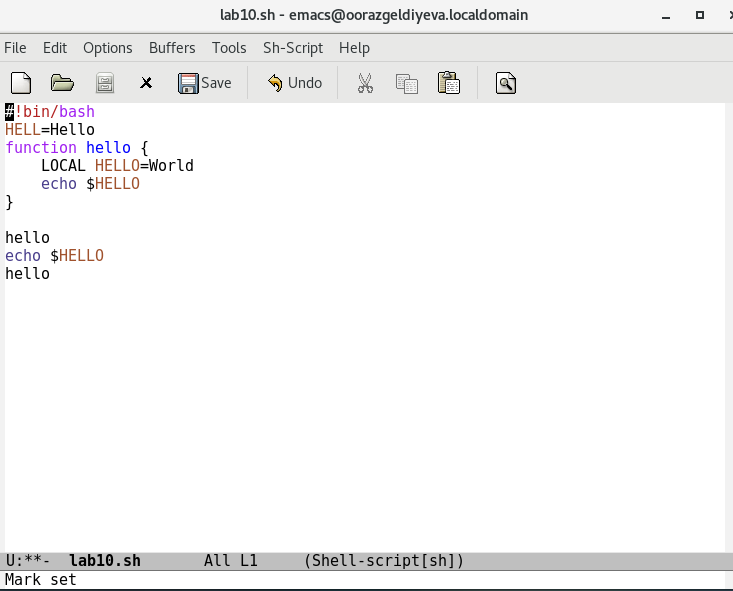 lab10.sh - emacs@oorazgeldiyeva.localdomain
File Edit Options Buffers Tools Sh-Script Help
Save Undo
#!bin/bash
HELL=Hello
function hello {
    LOCAL HELLO=World
    echo $HELLO
}
hello
echo $HELLO
hello
U:**- lab10.sh All L1 (Shell-script[sh])
Mark set